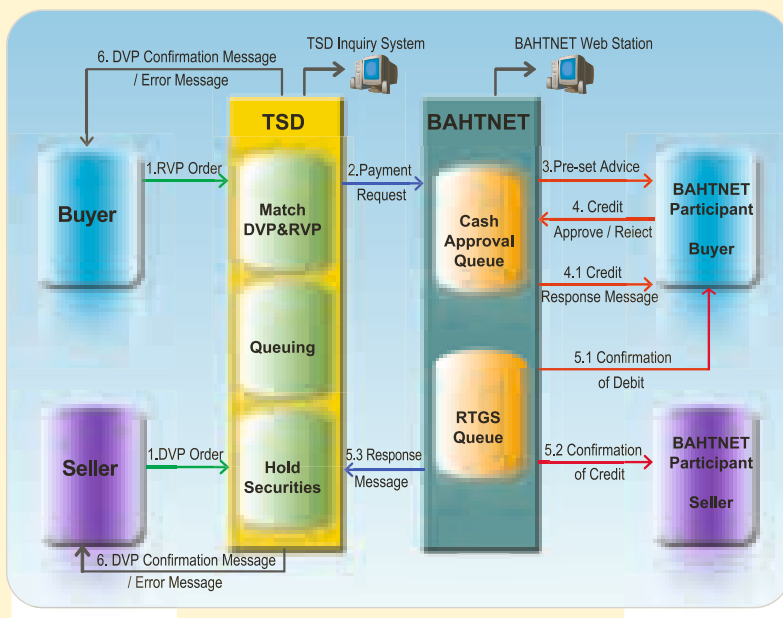 6. DVP Confirmation Message
/ Error Message
TSD Inquiry System
BAHTNET Web Station
TSD
BAHTNET
Buyer
1.RVP Order
Match
DVP&RVP
2.Payment
Request
Cash
Approval
Queue
3.Pre-set Advice
4. Credit
Approve / Reject
4.1 Credit
Response Message
BAHTNET
Participant
Buyer
Queuing
5.1 Confirmation
of Debit
RTGS
Queue
Seller
1.DVP Order
Hold
Securities
5.3 Response
Message
5.2 Confirmation
of Credit
BAHTNET
Participant
Seller
6. DVP Confirmation Message
/ Error Message